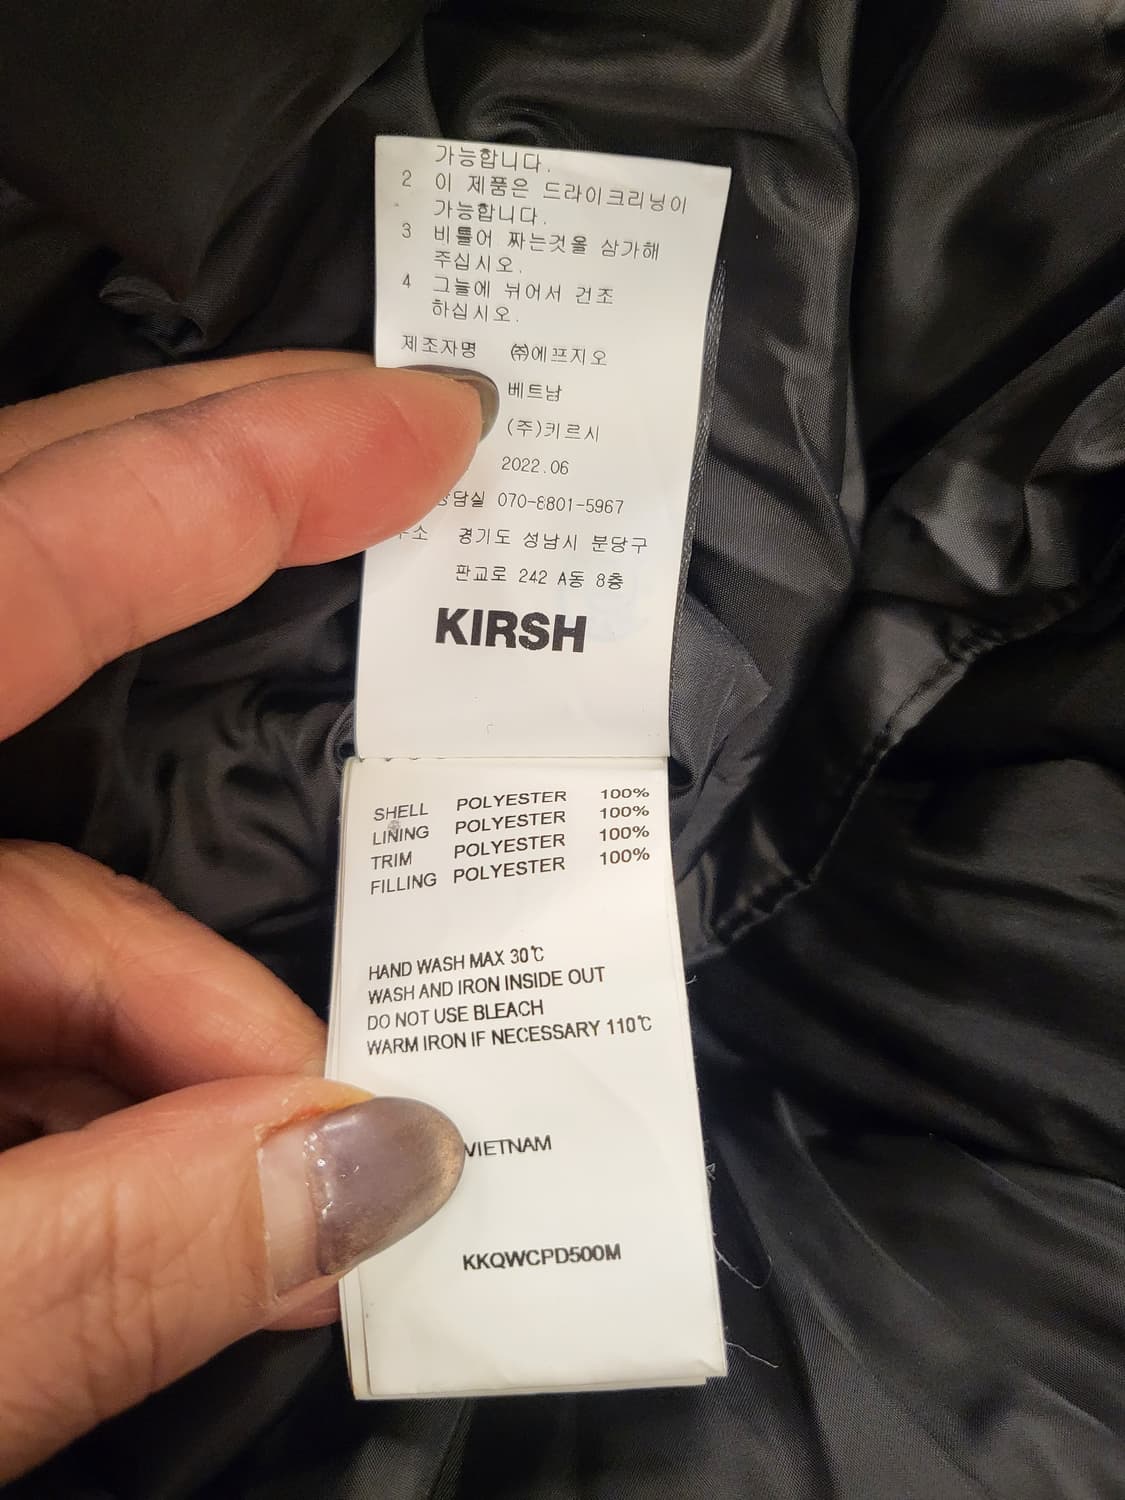 가능합니다.
2 이 제품은 드라이크리닝이
가능합니다.
3 비틀어 짜는것을 삼가해
주십시오.
4 그늘에 뉘어서 건조
하십시오.
제조자명 ㈜에프지오
베트남
(주)키르시
2022.06
상담실 070-8801-5967
주소 경기도 성남시 분당구
판교로 242 A동 8층
KIRSH
SHELL POLYESTER 100%
LINING POLYESTER 100%
TRIM POLYESTER 100%
FILLING POLYESTER 100%
HAND WASH MAX 30℃
WASH AND IRON INSIDE OUT
DO NOT USE BLEACH
WARM IRON IF NECESSARY 110℃
VIETNAM
KKQWCPD500M